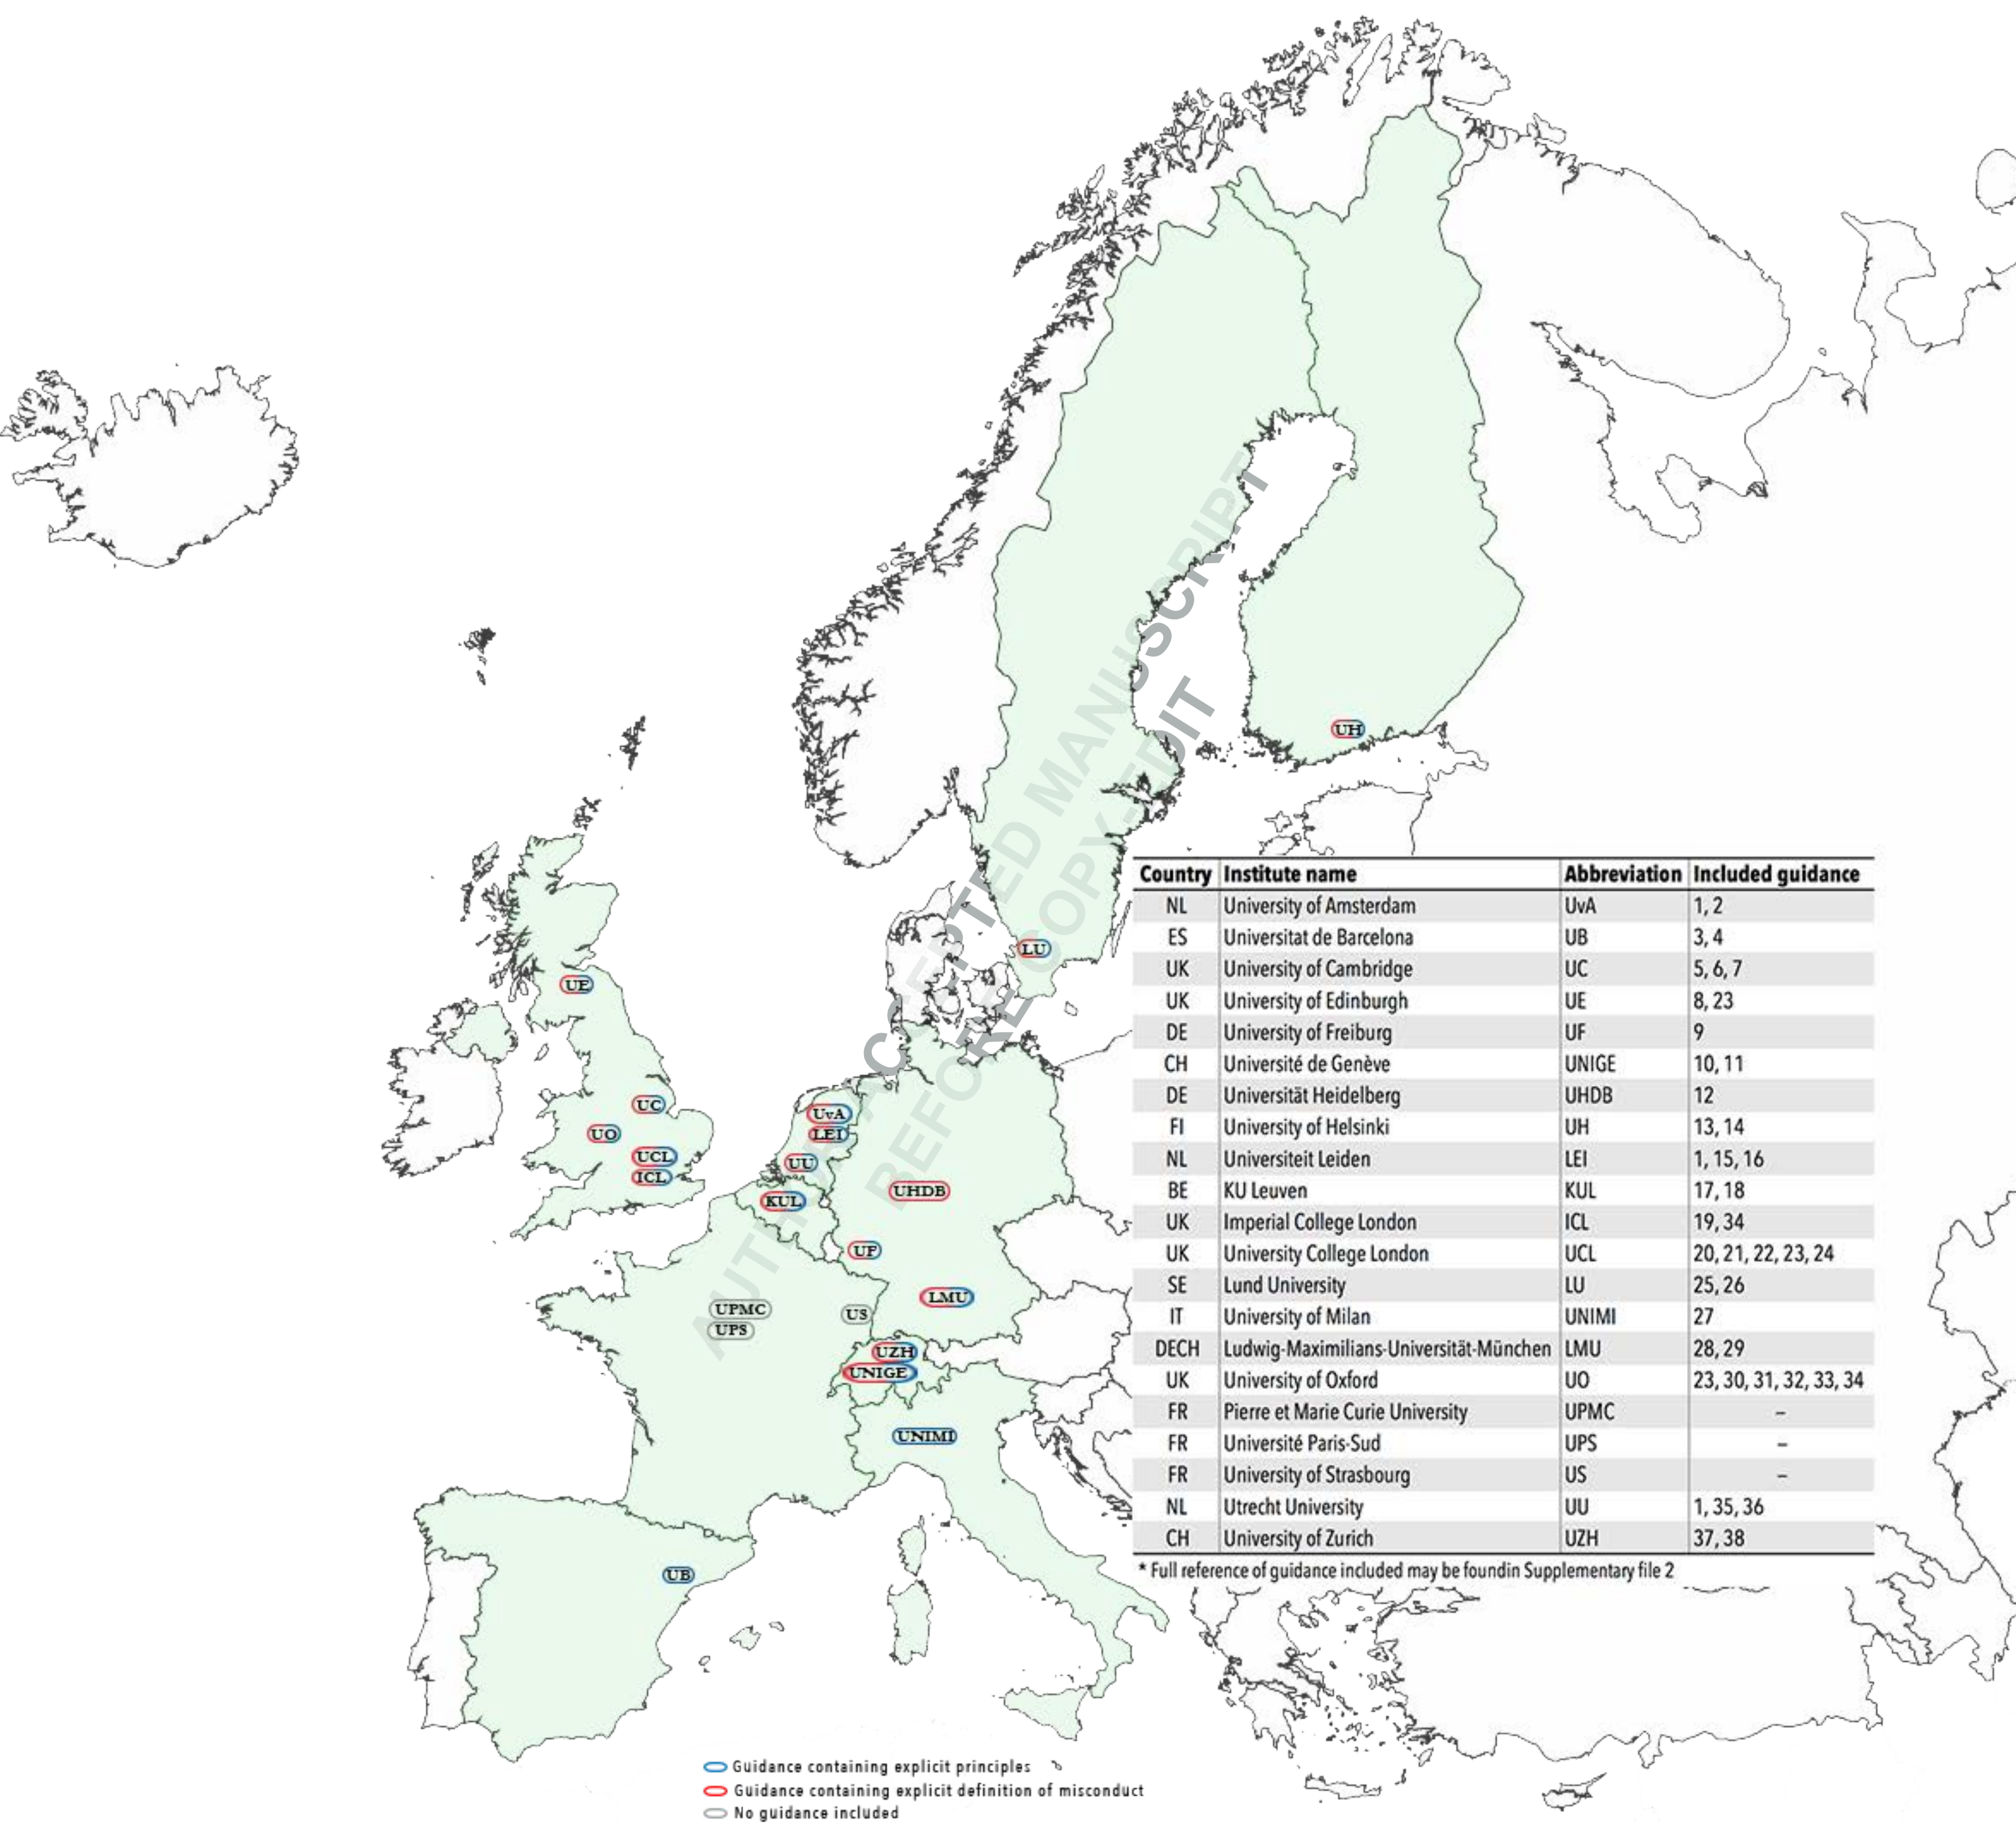 UH
LU
UE
UC
UO
UCL
ICL
UvA
LEI
UU
KUL
UHDB
UF
LMU
UPMC
US
UPS
UZH
UNIGE
UNIMI
UB
AUTHOR ACCEPTED MANUSCRIPT
BEFORE COPY-EDIT
Country Institute name Abbreviation Included guidance
NL University of Amsterdam UvA 1, 2
ES Universitat de Barcelona UB 3, 4
UK University of Cambridge UC 5, 6, 7
UK University of Edinburgh UE 8, 23
DE University of Freiburg UF 9
CH Université de Genève UNIGE 10, 11
DE Universität Heidelberg UHDB 12
FI University of Helsinki UH 13, 14
NL Universiteit Leiden LEI 1, 15, 16
BE KU Leuven KUL 17, 18
UK Imperial College London ICL 19, 34
UK University College London UCL 20, 21, 22, 23, 24
SE Lund University LU 25, 26
IT University of Milan UNIMI 27
DECH Ludwig-Maximilians-Universität-München LMU 28, 29
UK University of Oxford UO 23, 30, 31, 32, 33, 34
FR Pierre et Marie Curie University UPMC –
FR Université Paris-Sud UPS –
FR University of Strasbourg US –
NL Utrecht University UU 1, 35, 36
CH University of Zurich UZH 37, 38
* Full reference of guidance included may be foundin Supplementary file 2
Guidance containing explicit principles
Guidance containing explicit definition of misconduct
No guidance included